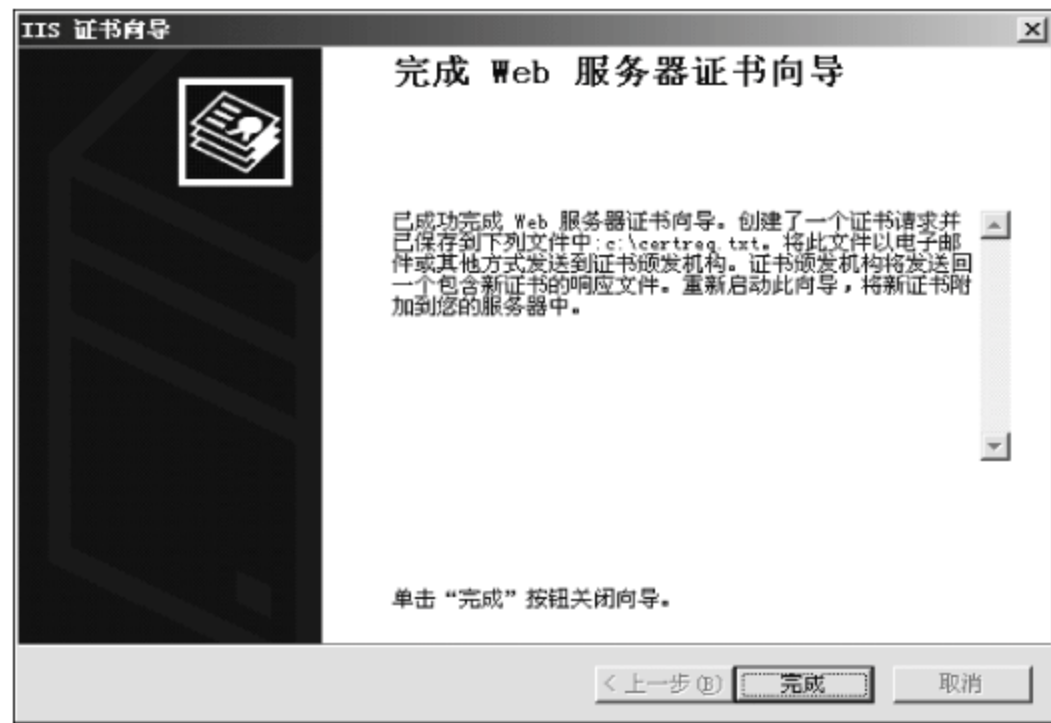 IIS 证书向导
完成 Web 服务器证书向导
已成功完成 Web 服务器证书向导。创建了一个证书请求并
已保存到下列文件中:c:\certreq.txt。将此文件以电子邮
件或其他方式发送到证书颁发机构。证书颁发机构将发送回
一个包含新证书的响应文件。重新启动此向导，将新证书附
加到您的服务器中。
单击“完成”按钮关闭向导。
< 上一步(B) 完成 取消